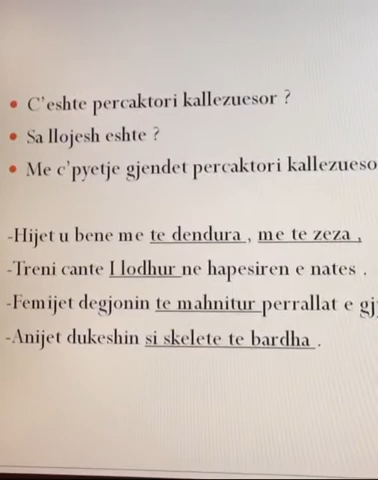 • C'eshte percaktori kallezuesor ?
• Sa llojesh eshte ?
• Me c'pyetje gjendet percaktori kallezueso
-Hijet u bene me te dendura , me te zeza ,
-Treni cante I lodhur ne hapesiren e nates .
-Femijet degjonin te mahnitur perrallat e gj
-Anijet dukeshin si skelete te bardha .